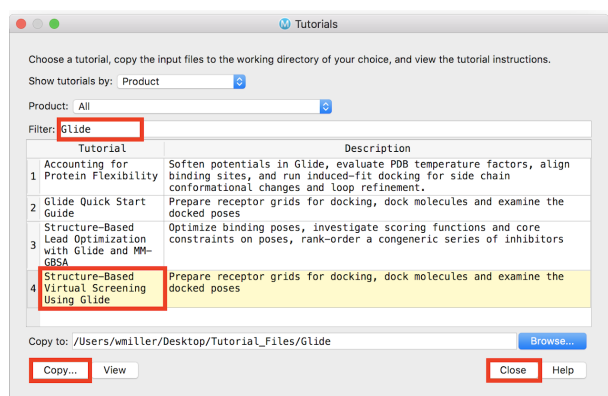 Tutorials
Choose a tutorial, copy the input files to the working directory of your choice, and view the tutorial instructions.
Show tutorials by: Product
Product: All
Filter: Glide
Tutorial Description
1 Accounting for Protein Flexibility
Soften potentials in Glide, evaluate PDB temperature factors, align
binding sites, and run induced-fit docking for side chain
conformational changes and loop refinement.
2 Glide Quick Start
Guide
Prepare receptor grids for docking, dock molecules and examine the
docked poses
3 Structure-Based
Lead Optimization
with Glide and MM-
GBSA
Optimize binding poses, investigate scoring functions and core
constraints on poses, rank-order a congeneric series of inhibitors
4 Structure-Based
Virtual Screening
Using Glide
Prepare receptor grids for docking, dock molecules and examine the
docked poses
Copy to: /Users/wmiller/Desktop/Tutorial_Files/Glide Browse...
Copy... View Close Help